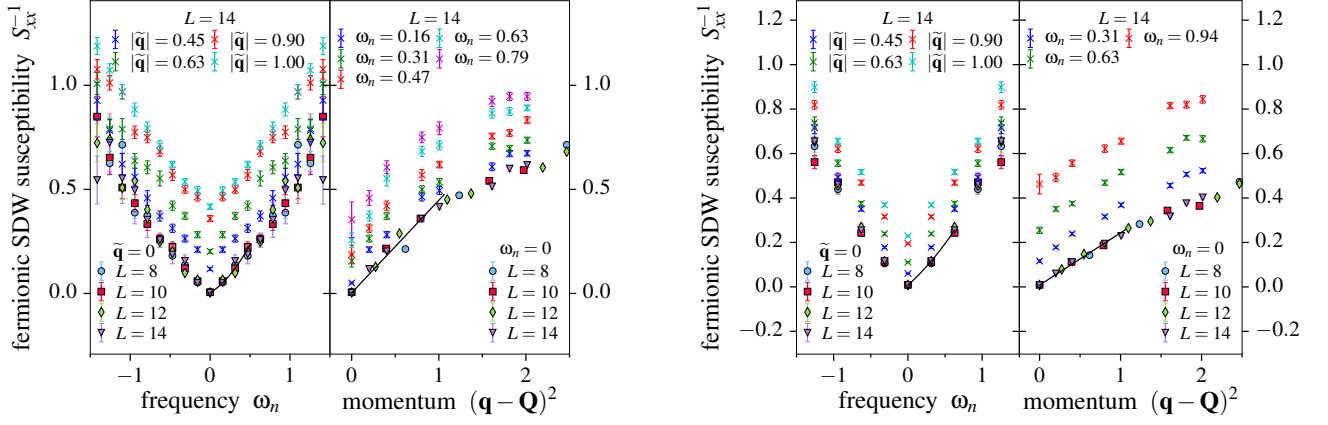 fermionic SDW susceptibility S_{xx}^{-1}
1.0
0.5
0.0
L = 14
|q̃| = 0.45
|q̃| = 0.90
|q̃| = 0.63
|q̃| = 1.00
q̃ = 0
L = 8
L = 10
L = 12
L = 14
−1
0
1
frequency ω_n
L = 14
ω_n = 0.16
ω_n = 0.63
ω_n = 0.31
ω_n = 0.79
ω_n = 0.47
ω_n = 0
L = 8
L = 10
L = 12
L = 14
0
1
2
momentum (q − Q)^2
1.0
0.5
0.0
fermionic SDW susceptibility S_{xx}^{-1}
1.2
1.0
0.8
0.6
0.4
0.2
0.0
−0.2
L = 14
|q̃| = 0.45
|q̃| = 0.90
|q̃| = 0.63
|q̃| = 1.00
q̃ = 0
L = 8
L = 10
L = 12
L = 14
−1
0
1
frequency ω_n
L = 14
ω_n = 0.31
ω_n = 0.94
ω_n = 0.63
ω_n = 0
L = 8
L = 10
L = 12
L = 14
0
1
2
momentum (q − Q)^2
1.2
1.0
0.8
0.6
0.4
0.2
0.0
−0.2